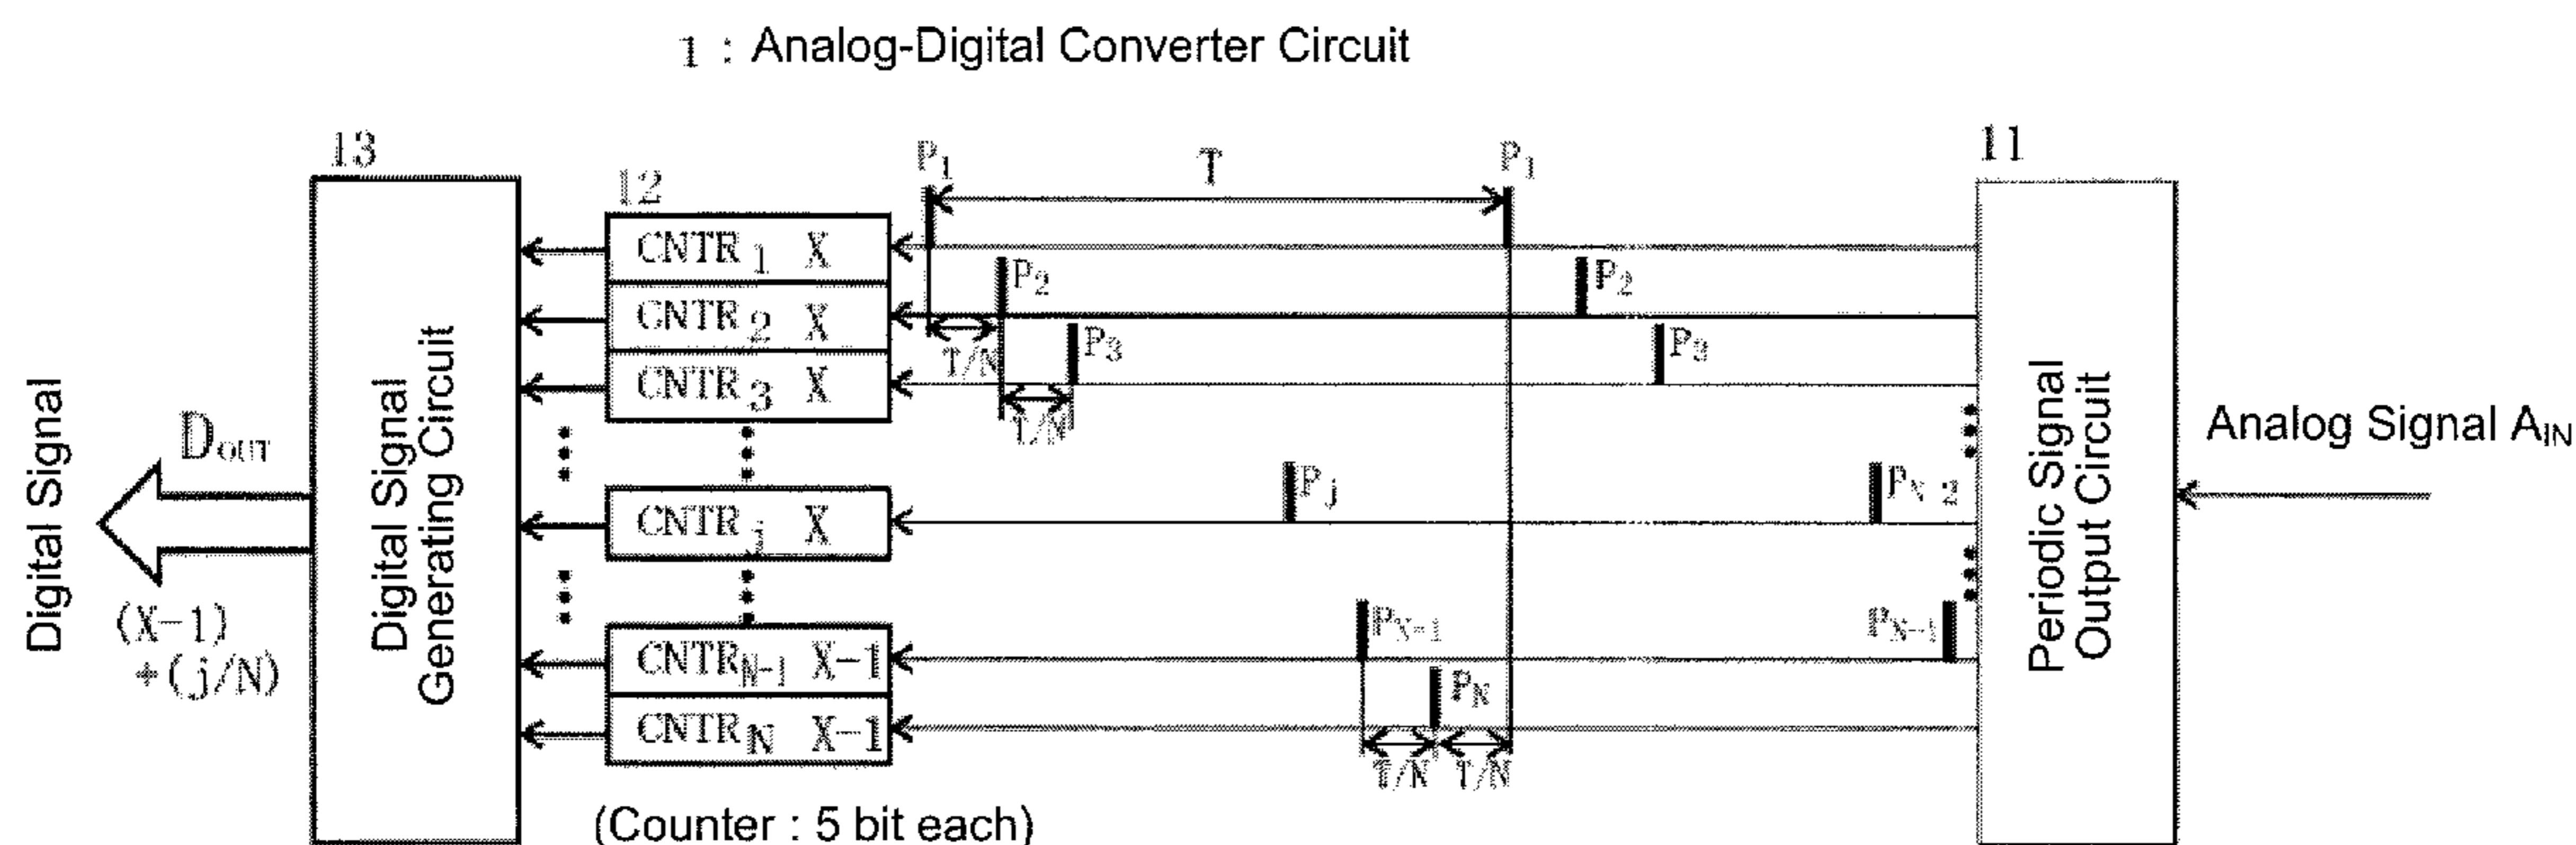 1 : Analog-Digital Converter Circuit
13
12
P1
T
P1
11
CNTR 1 X
CNTR 2 X
CNTR 3 X
CNTR j X
CNTR N-1 X-1
CNTR N X-1
P2
P2
T/N
P3
P3
T/N
Pj
PN-2
PN-1
PN-1
PN
T/N
T/N
Digital Signal
DOUT
(X-1)
+(j/N)
Digital Signal
Generating Circuit
Periodic Signal
Output Circuit
Analog Signal AIN
(Counter : 5 bit each)